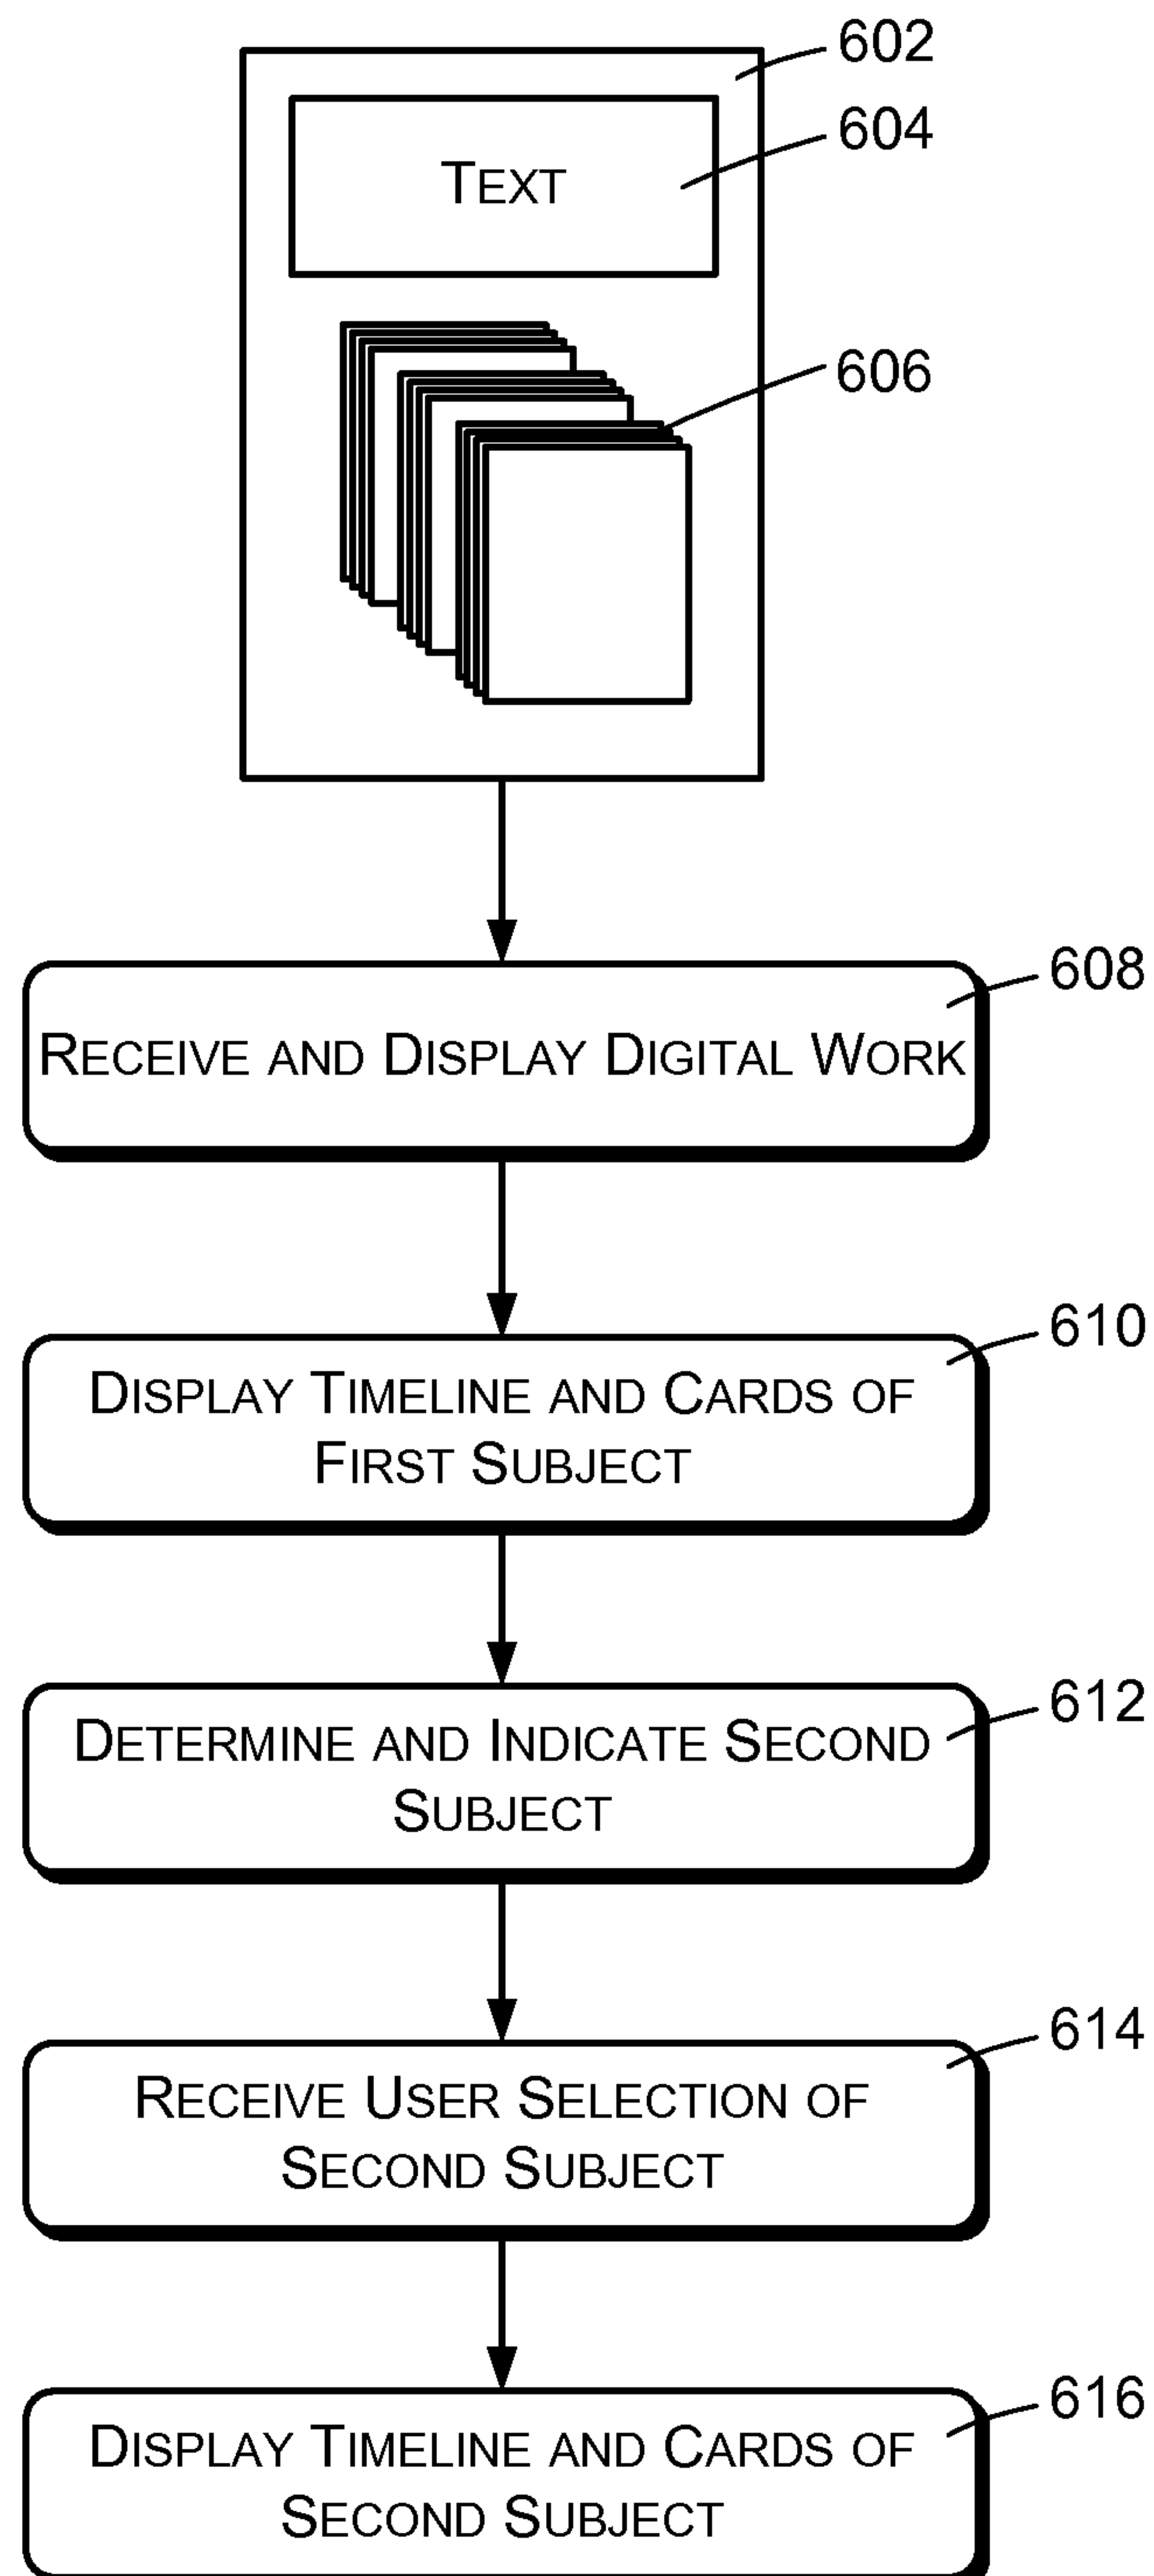 602
604
TEXT
606
608
RECEIVE AND DISPLAY DIGITAL WORK
610
DISPLAY TIMELINE AND CARDS OF
FIRST SUBJECT
612
DETERMINE AND INDICATE SECOND
SUBJECT
614
RECEIVE USER SELECTION OF
SECOND SUBJECT
616
DISPLAY TIMELINE AND CARDS OF
SECOND SUBJECT